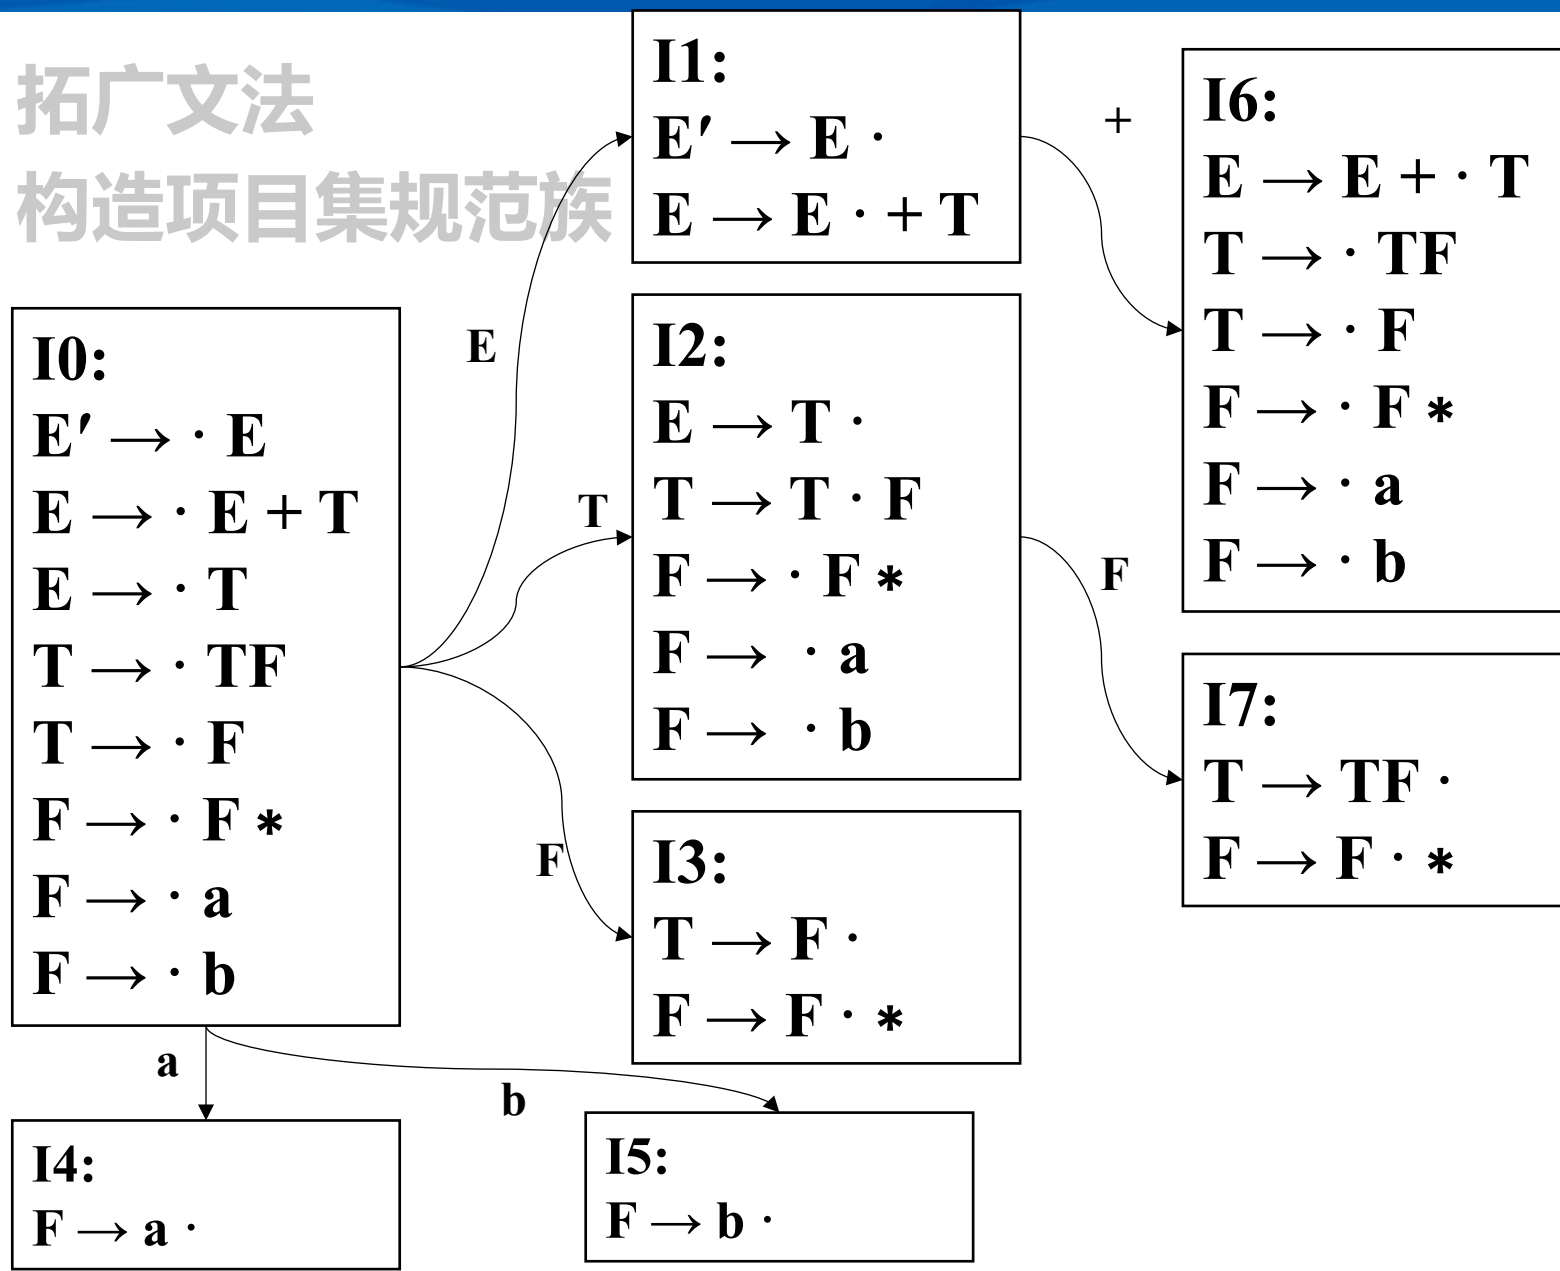 拓广文法
构造项目集规范族
I0:
E′ → · E
E → · E + T
E → · T
T → · TF
T → · F
F → · F *
F → · a
F → · b
E
T
F
a
b
I1:
E′ → E ·
E → E · + T
I2:
E → T ·
T → T · F
F → · F *
F → · a
F → · b
I3:
T → F ·
F → F · *
I4:
F → a ·
I5:
F → b ·
+
F
I6:
E → E + · T
T → · TF
T → · F
F → · F *
F → · a
F → · b
I7:
T → TF ·
F → F · *